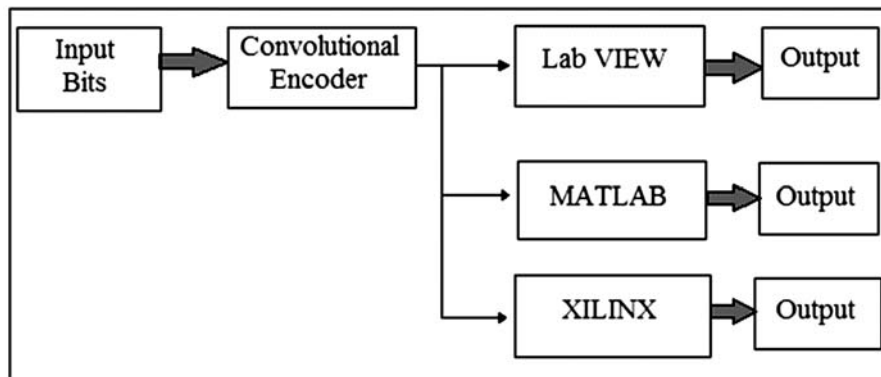 Input
Bits
Convolutional
Encoder
Lab VIEW
Output
MATLAB
Output
XILINX
Output